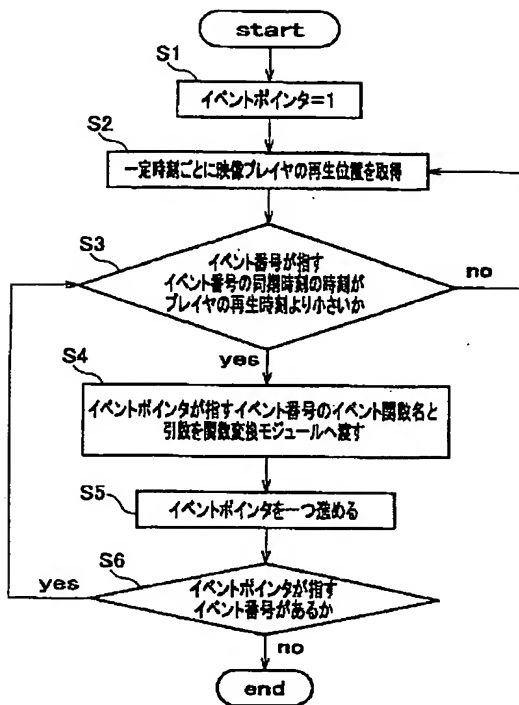 start
S1
イベントポインタ=1
S2
一定時刻ごとに映像プレイヤの再生位置を取得
S3
イベント番号が指す
イベント番号の同期時刻の時刻が
プレイヤの再生時刻より小さいか
no
yes
S4
イベントポインタが指すイベント番号のイベント関数名と
引数を関数変換モジュールへ渡す
S5
イベントポインタを一つ進める
S6
yes
イベントポインタが指す
イベント番号があるか
no
end